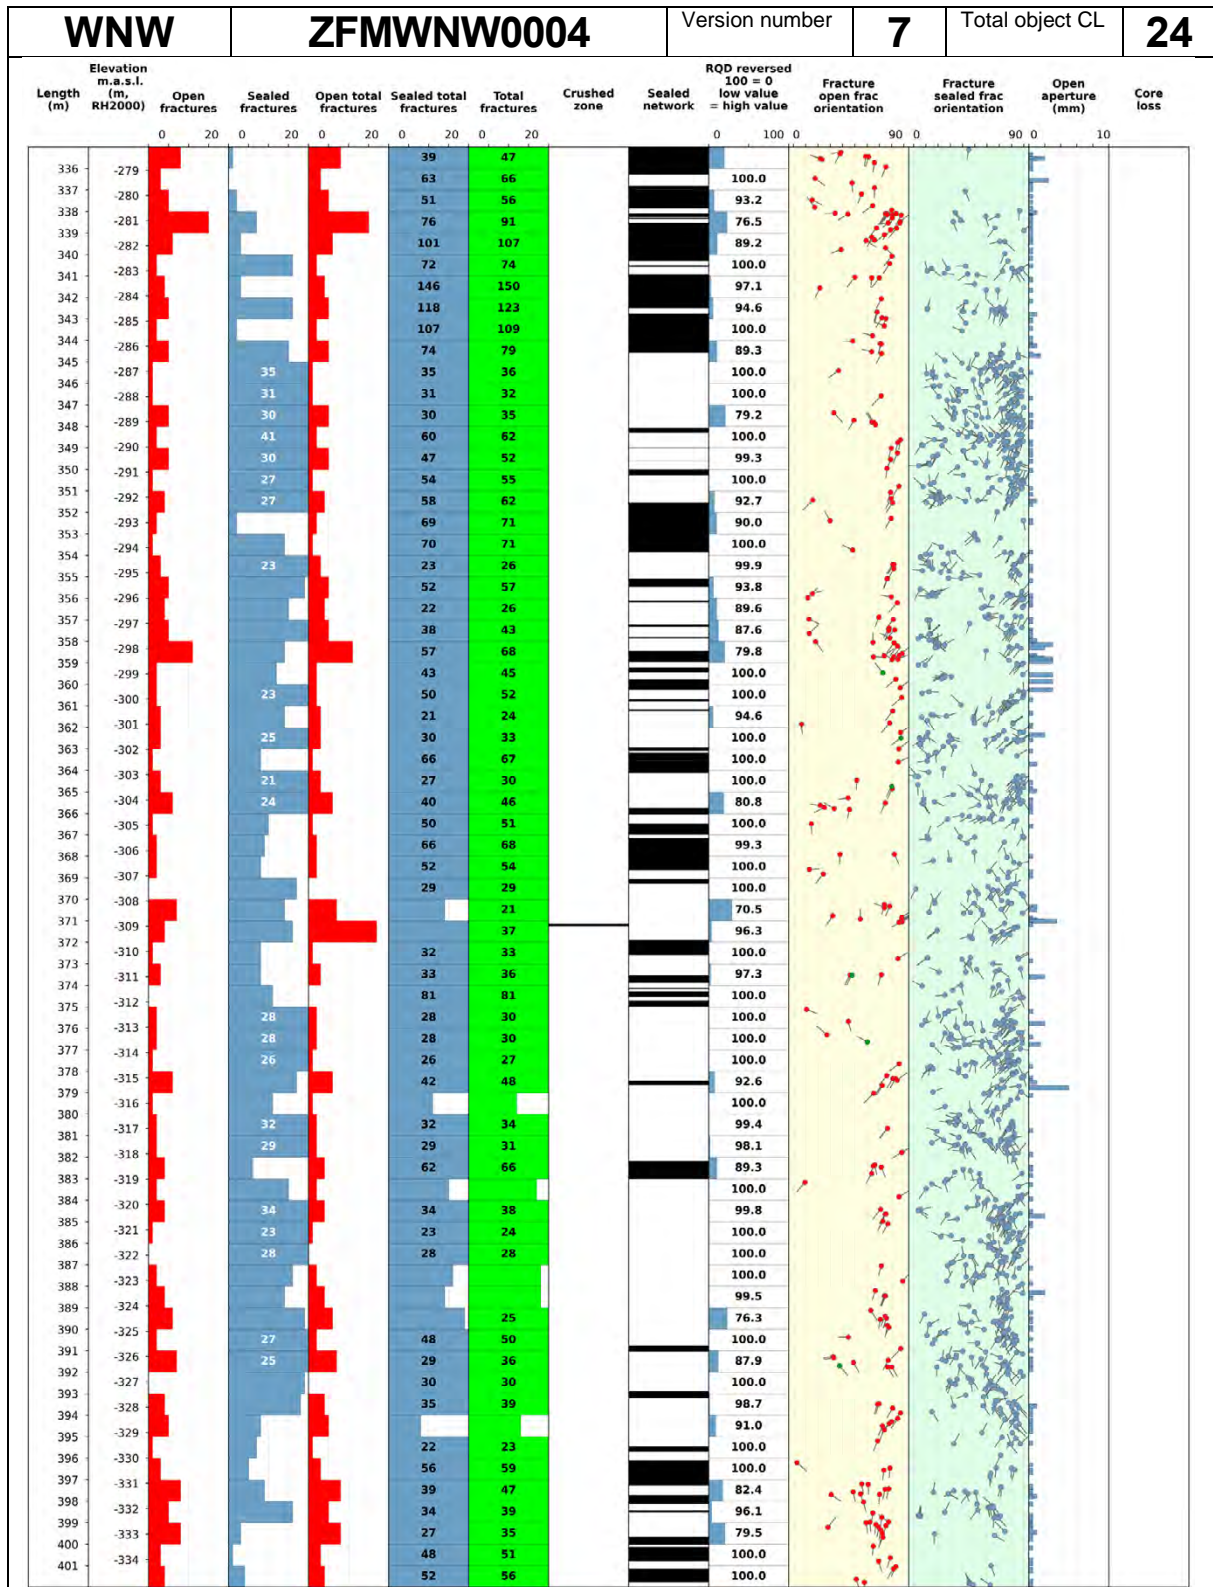 WNW ZFMWNW0004 Version number 7 Total object CL 24
Length (m)
Elevation m.a.s.l. (m, RH2000)
Open fractures
Sealed fractures
Open total fractures
Sealed total fractures
Total fractures
Crushed zone
Sealed network
RQD reversed 100 = 0 low value = high value
Fracture open frac orientation
Fracture sealed frac orientation
Open aperture (mm)
Core loss
0 20 0 20 0 20 0 20 0 20 0 100 0 90 0 90 0 10
39 47
336 -279 63 66 100.0
337 -280 51 56 93.2
338 -281 76 91 76.5
339 -282 101 107 89.2
340 -283 72 74 100.0
341 146 150 97.1
342 -284 118 123 94.6
343 -285 107 109 100.0
344 -286 74 79 89.3
345 -287 35 35 36 100.0
346 -288 31 31 32 100.0
347 -289 30 30 35 79.2
348 41 60 62 100.0
349 -290 30 47 52 99.3
350 -291 27 54 55 100.0
351 -292 27 58 62 92.7
352 -293 69 71 90.0
353 -294 70 71 100.0
354 -295 23 23 26 99.9
355 52 57 93.8
356 -296 22 26 89.6
357 -297 38 43 87.6
358 -298 57 68 79.8
359 -299 43 45 100.0
360 -300 23 50 52 100.0
361 -301 21 24 94.6
362 25 30 33 100.0
363 -302 66 67 100.0
364 -303 21 27 30 100.0
365 -304 24 40 46 80.8
366 -305 50 51 100.0
367 -306 66 68 99.3
368 -307 52 54 100.0
369 29 29 100.0
370 -308 21 70.5
371 -309 37 96.3
372 -310 32 33 100.0
373 -311 33 36 97.3
81 81 100.0
375 -312 28 28 30 100.0
376 -313 28 28 30 100.0
377 -314 26 26 27 100.0
-315 42 48 92.6
379 -316 100.0
380 -317 32 32 34 99.4
381 -318 29 29 31 98.1
382 62 66 89.3
383 -319 100.0
384 -320 34 34 38 99.8
385 -321 23 23 24 100.0
386 -322 28 28 28 100.0
387 -323 100.0
388 99.5
389 -324 25 76.3
390 -325 27 48 50 100.0
391 -326 25 29 36 87.9
392 -327 30 30 100.0
393 -328 35 39 98.7
394 -329 91.0
395 22 23 100.0
396 -330 56 59 100.0
397 -331 39 47 82.4
398 -332 34 39 96.1
399 -333 27 35 79.5
400 48 51 100.0
401 -334 52 56 100.0